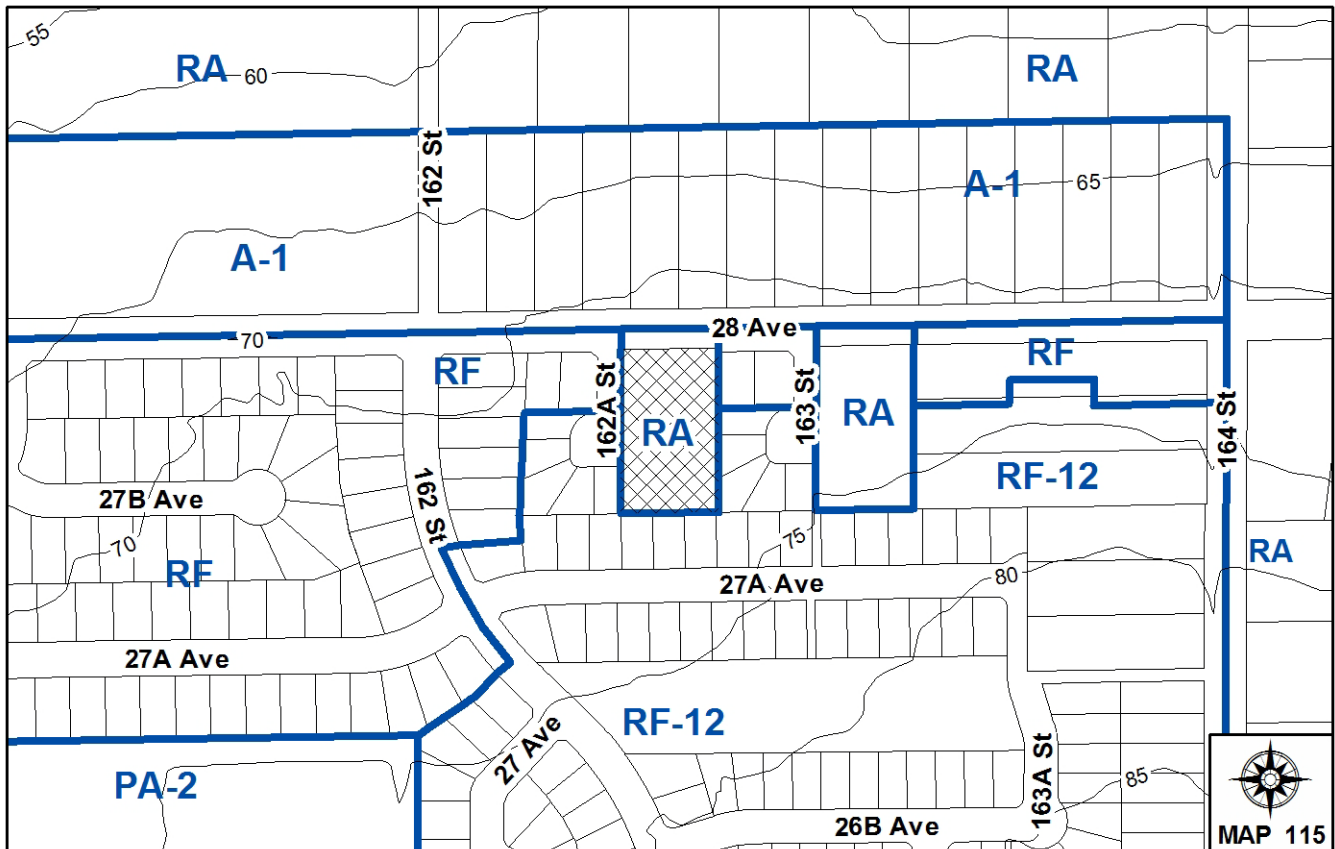 55
RA
60
RA
162 St
A-1
65
A-1
70
28 Ave
RF
RF
162A St
RA
163 St
RA
164 St
27B Ave
162 St
RF-12
70
75
RF
27A Ave
80
RA
27A Ave
RF-12
27 Ave
PA-2
163A St
85
26B Ave
MAP 115